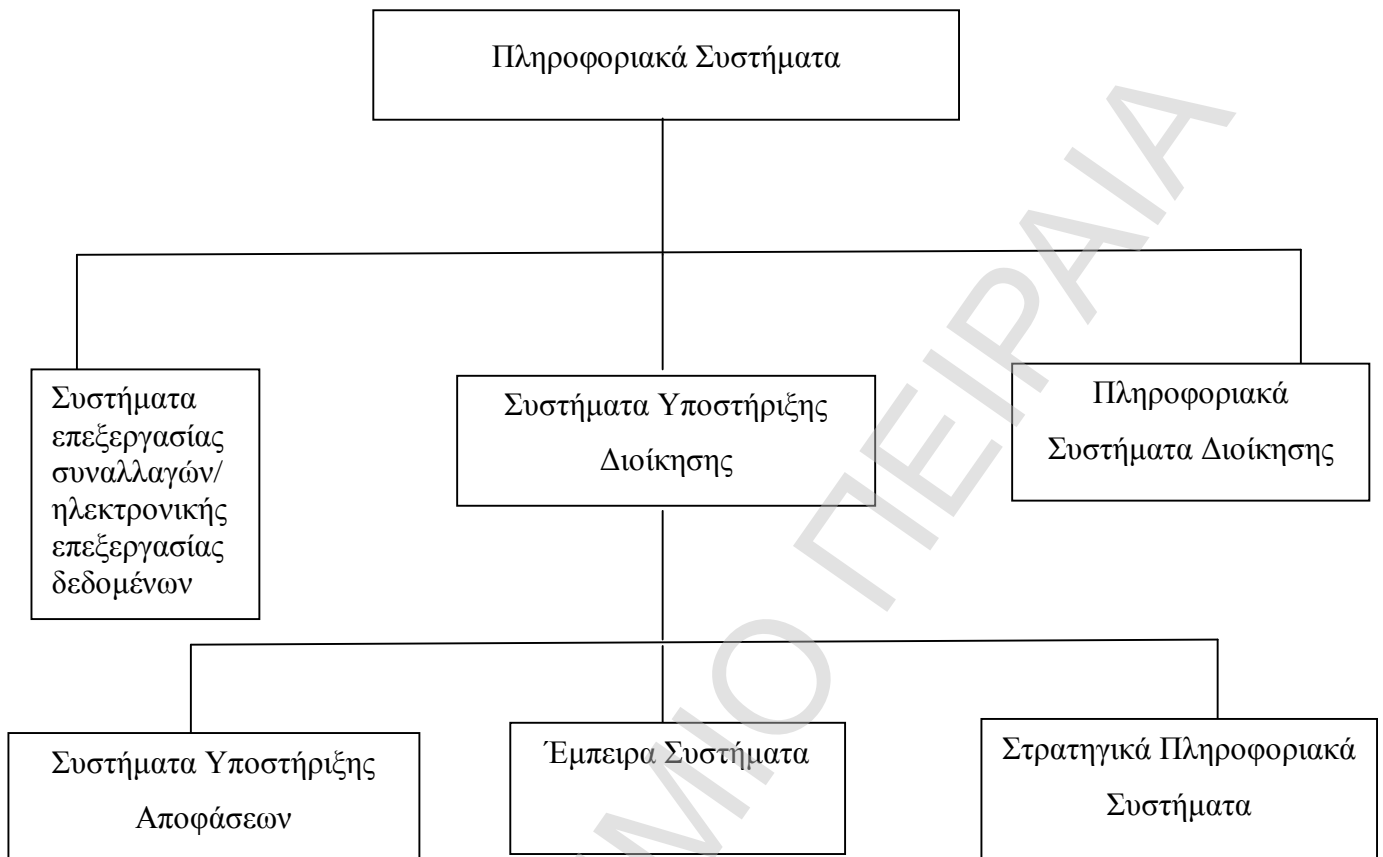 Πληροφοριακά Συστήματα
Συστήματα
επεξεργασίας
συναλλαγών/
ηλεκτρονικής
επεξεργασίας
δεδομένων
Συστήματα Υποστήριξης
Διοίκησης
Πληροφοριακά
Συστήματα Διοίκησης
Συστήματα Υποστήριξης
Αποφάσεων
Έμπειρα Συστήματα
Στρατηγικά Πληροφοριακά
Συστήματα
ΜΙΟ ΠΕΙΡΑΙΑ